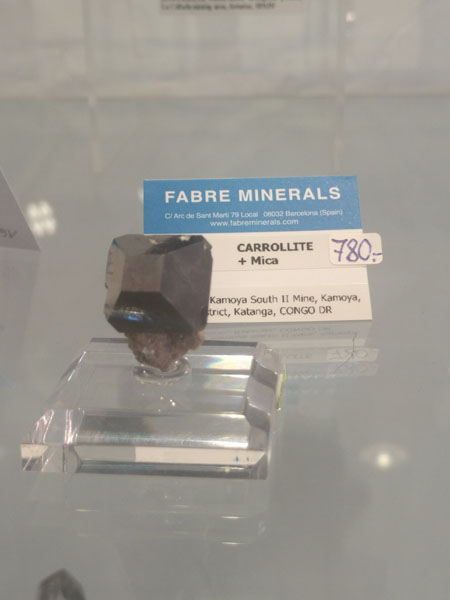 FABRE MINERALS
C/ Arc de Sant Martí 79 Local 08032 Barcelona (Spain)
www.fabreminerals.com
CARROLLITE
+ Mica
780.-
Kamoya South II Mine, Kamoya,
Katanga, CONGO DR